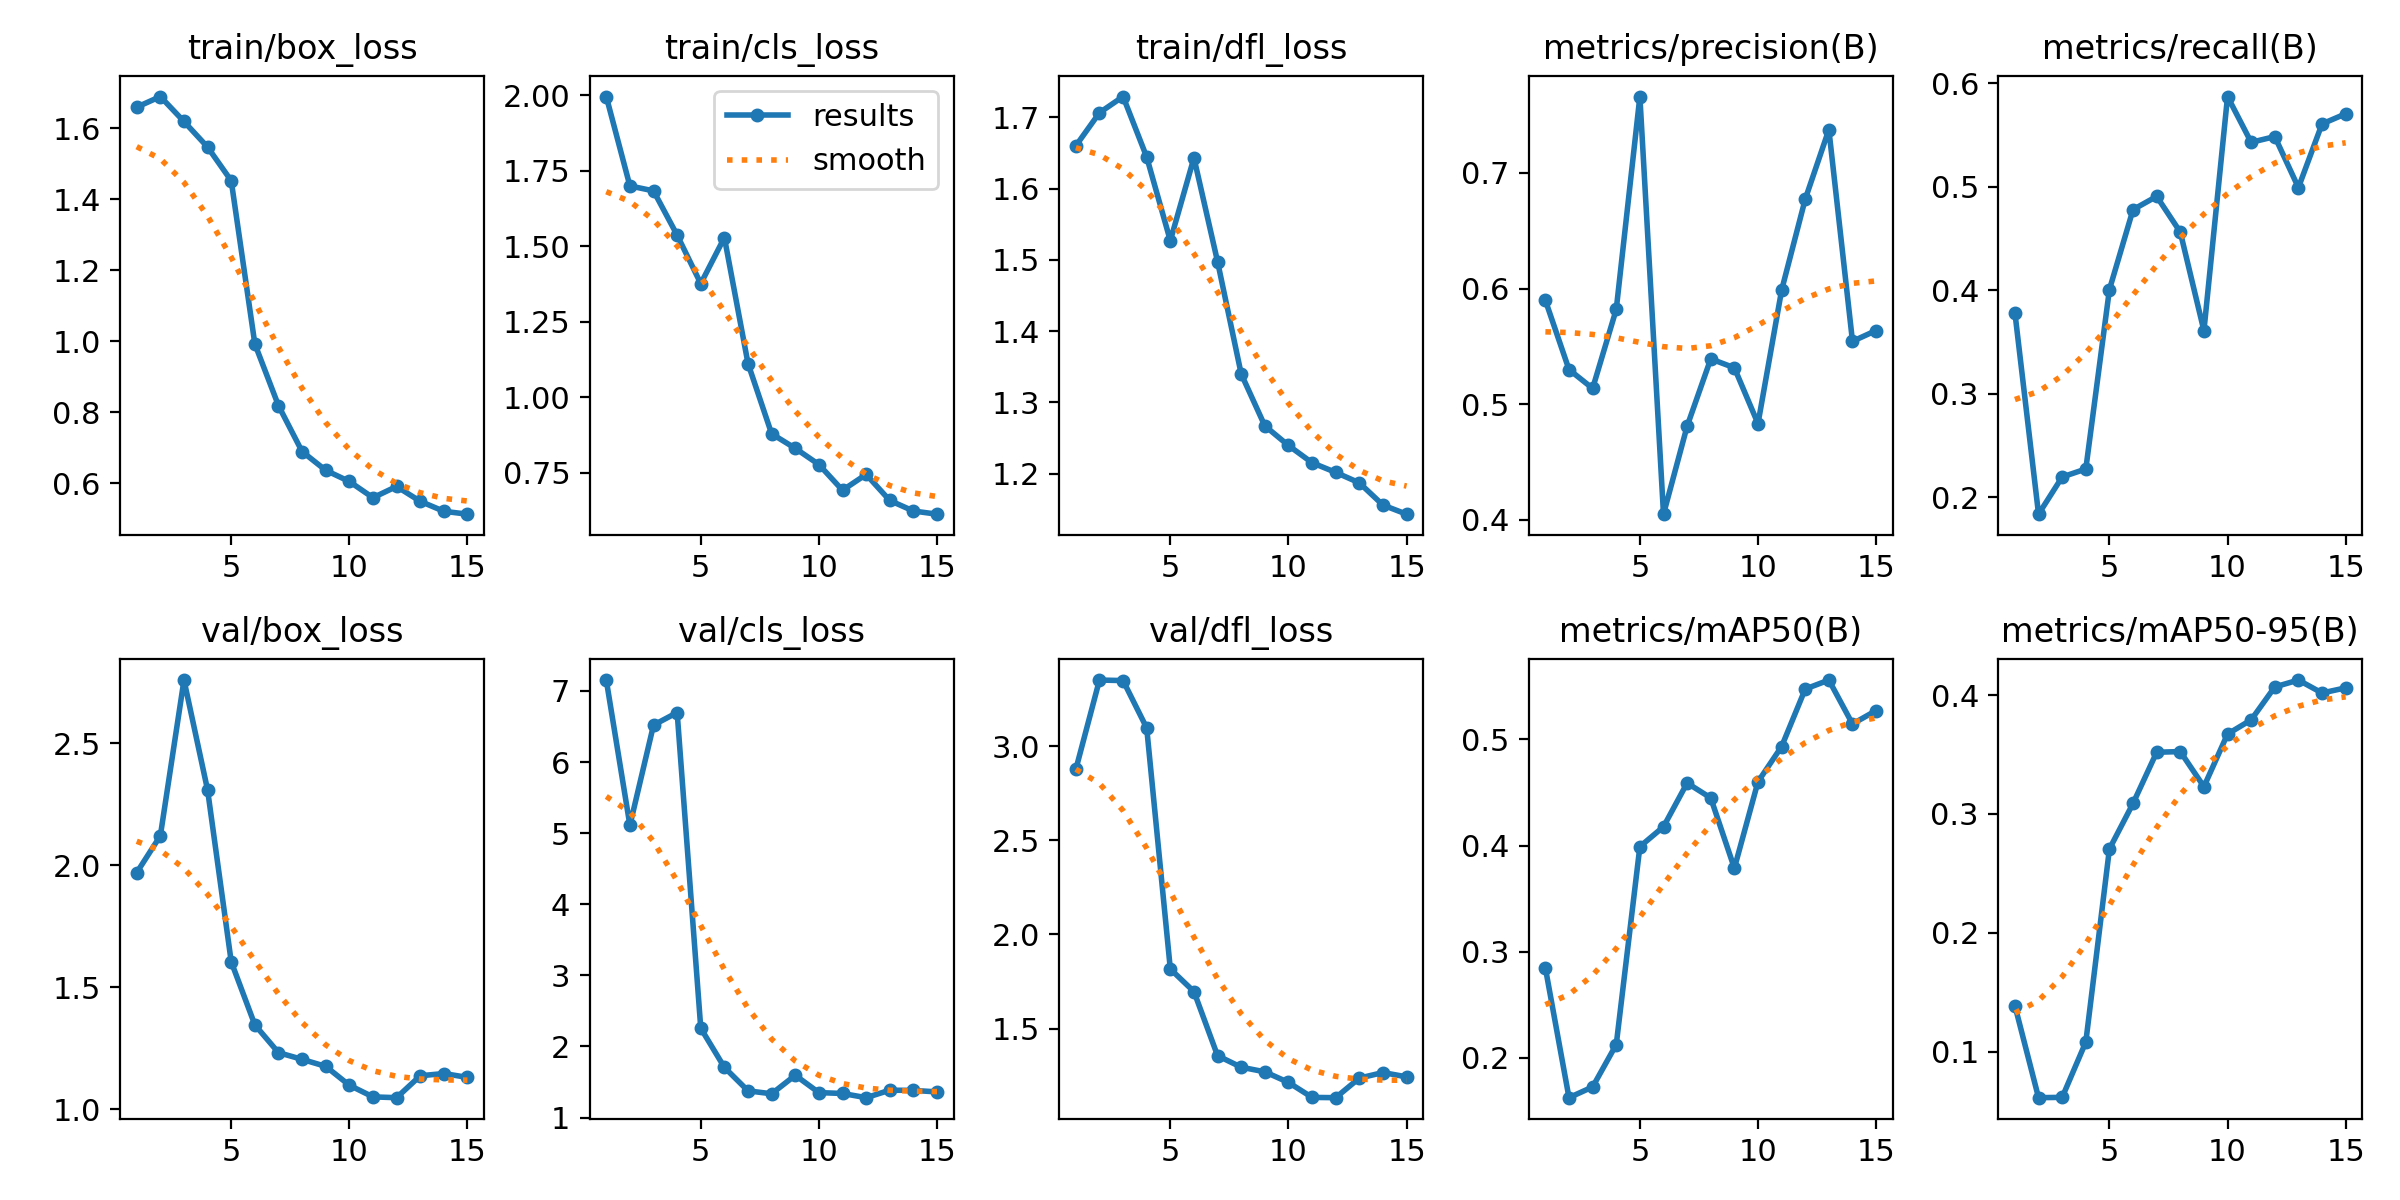 train/box_loss
1.6
1.4
1.2
1.0
0.8
0.6
5 10 15
train/cls_loss
results
smooth
2.00
1.75
1.50
1.25
1.00
0.75
5 10 15
train/dfl_loss
1.7
1.6
1.5
1.4
1.3
1.2
5 10 15
metrics/precision(B)
0.7
0.6
0.5
0.4
5 10 15
metrics/recall(B)
0.6
0.5
0.4
0.3
0.2
5 10 15
val/box_loss
2.5
2.0
1.5
1.0
5 10 15
val/cls_loss
7
6
5
4
3
2
1
5 10 15
val/dfl_loss
3.0
2.5
2.0
1.5
5 10 15
metrics/mAP50(B)
0.5
0.4
0.3
0.2
5 10 15
metrics/mAP50-95(B)
0.4
0.3
0.2
0.1
5 10 15